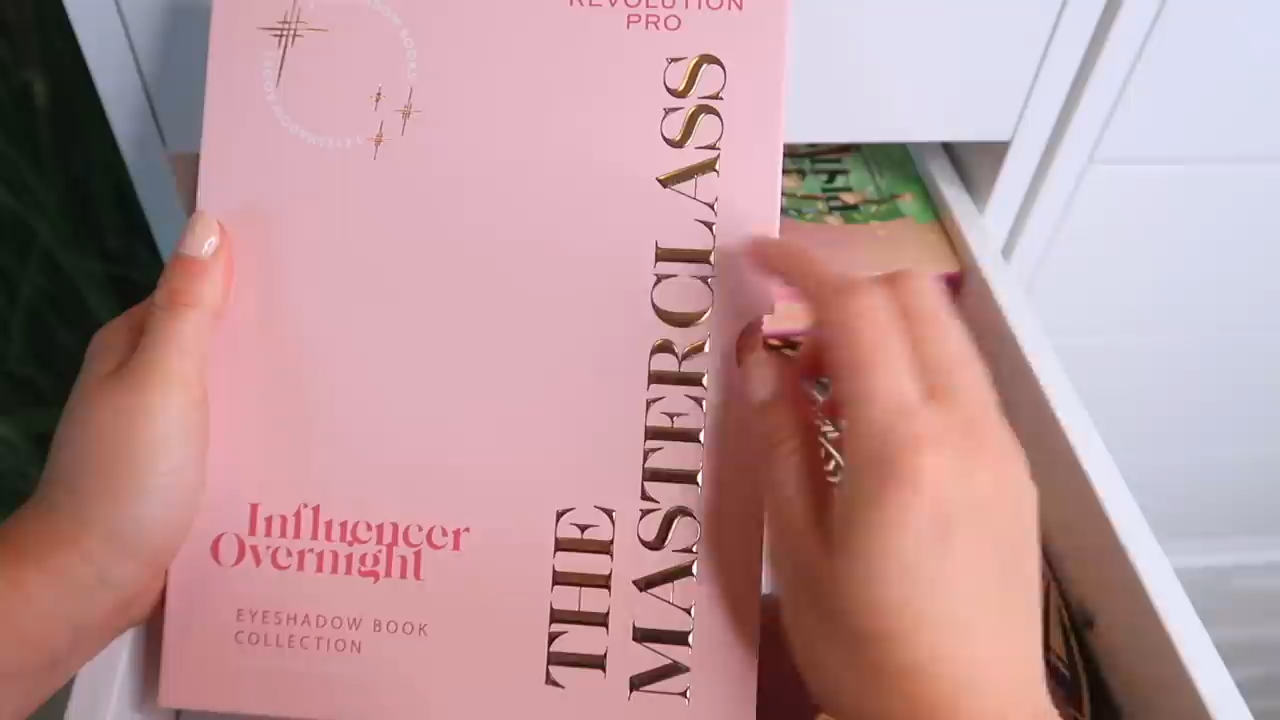 REVOLUTION
PRO
THE
MASTERCLASS
Influencer
Overnight
EYESHADOW BOOK
COLLECTION